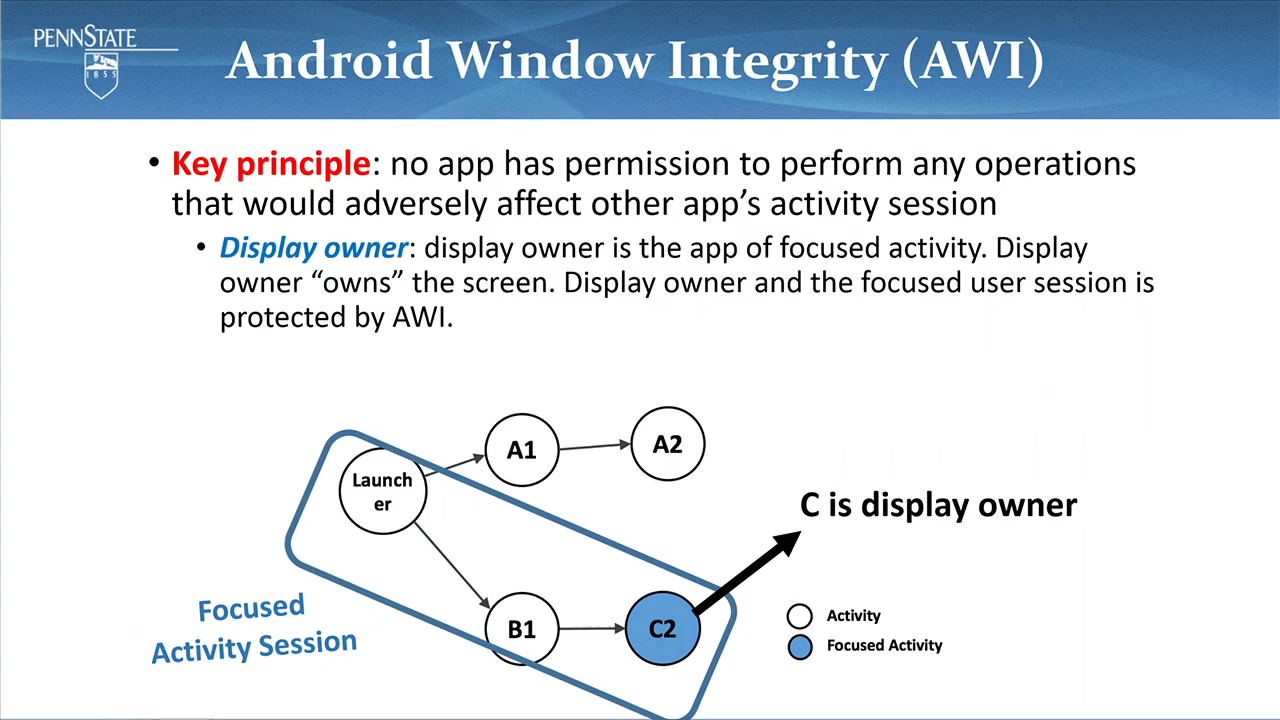 PENNSTATE
1855
Android Window Integrity (AWI)
• Key principle: no app has permission to perform any operations
that would adversely affect other app’s activity session
• Display owner: display owner is the app of focused activity. Display
owner “owns” the screen. Display owner and the focused user session is
protected by AWI.
A1
A2
Launch
er
C is display owner
Focused
Activity Session
B1
C2
Activity
Focused Activity